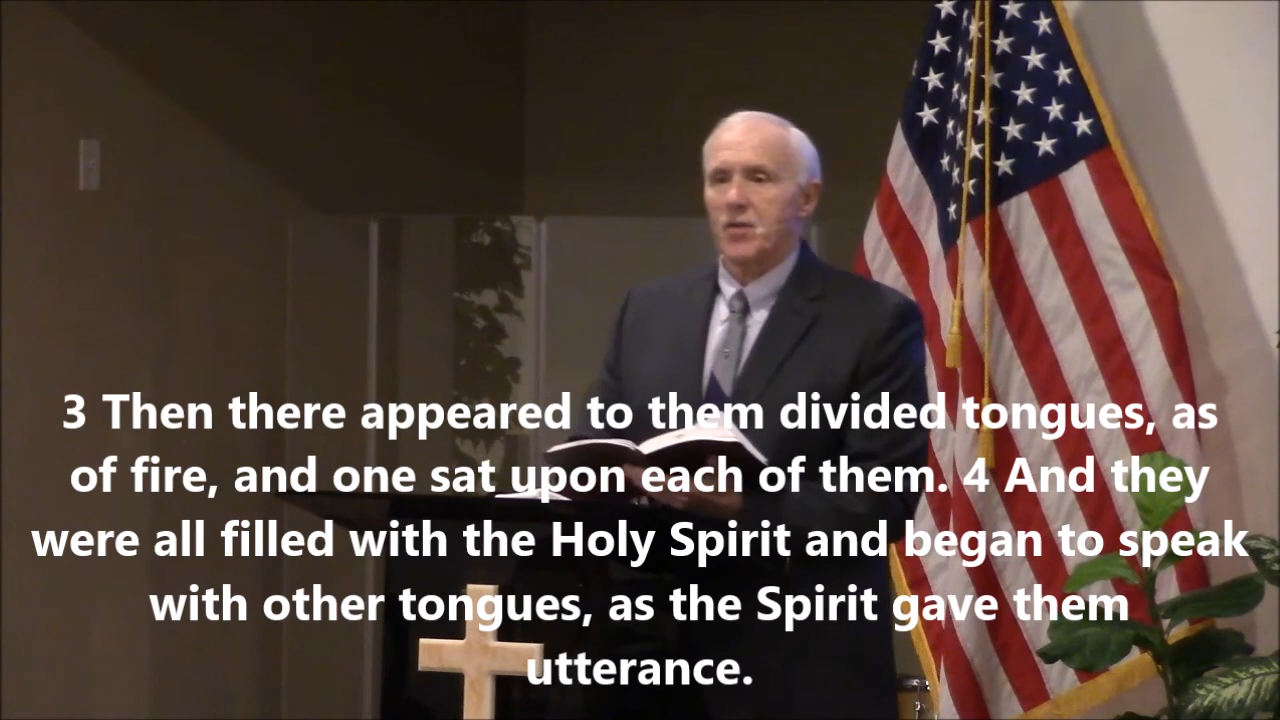 3 Then there appeared to them divided tongues, as
of fire, and one sat upon each of them. 4 And they
were all filled with the Holy Spirit and began to speak
with other tongues, as the Spirit gave them
utterance.